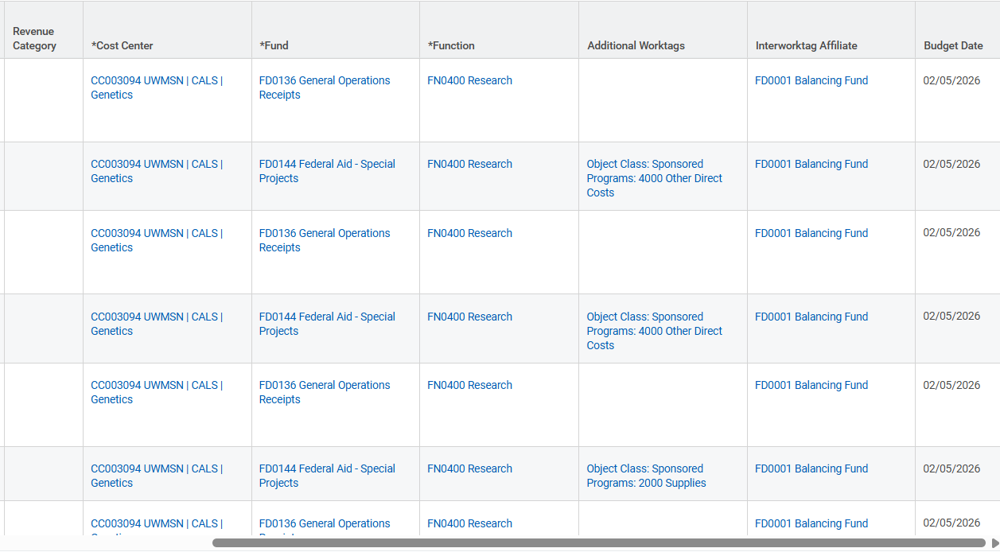 Revenue
Category
*Cost Center
*Fund
*Function
Additional Worktags
Interworktag Affiliate
Budget Date
CC003094 UWMSN | CALS |
Genetics
FD0136 General Operations
Receipts
FN0400 Research
FD0001 Balancing Fund
02/05/2026
CC003094 UWMSN | CALS |
Genetics
FD0144 Federal Aid - Special
Projects
FN0400 Research
Object Class: Sponsored
Programs: 4000 Other Direct
Costs
FD0001 Balancing Fund
02/05/2026
CC003094 UWMSN | CALS |
Genetics
FD0136 General Operations
Receipts
FN0400 Research
FD0001 Balancing Fund
02/05/2026
CC003094 UWMSN | CALS |
Genetics
FD0144 Federal Aid - Special
Projects
FN0400 Research
Object Class: Sponsored
Programs: 4000 Other Direct
Costs
FD0001 Balancing Fund
02/05/2026
CC003094 UWMSN | CALS |
Genetics
FD0136 General Operations
Receipts
FN0400 Research
FD0001 Balancing Fund
02/05/2026
CC003094 UWMSN | CALS |
Genetics
FD0144 Federal Aid - Special
Projects
FN0400 Research
Object Class: Sponsored
Programs: 2000 Supplies
FD0001 Balancing Fund
02/05/2026
CC003094 UWMSN | CALS |
FD0136 General Operations
FN0400 Research
FD0001 Balancing Fund
02/05/2026